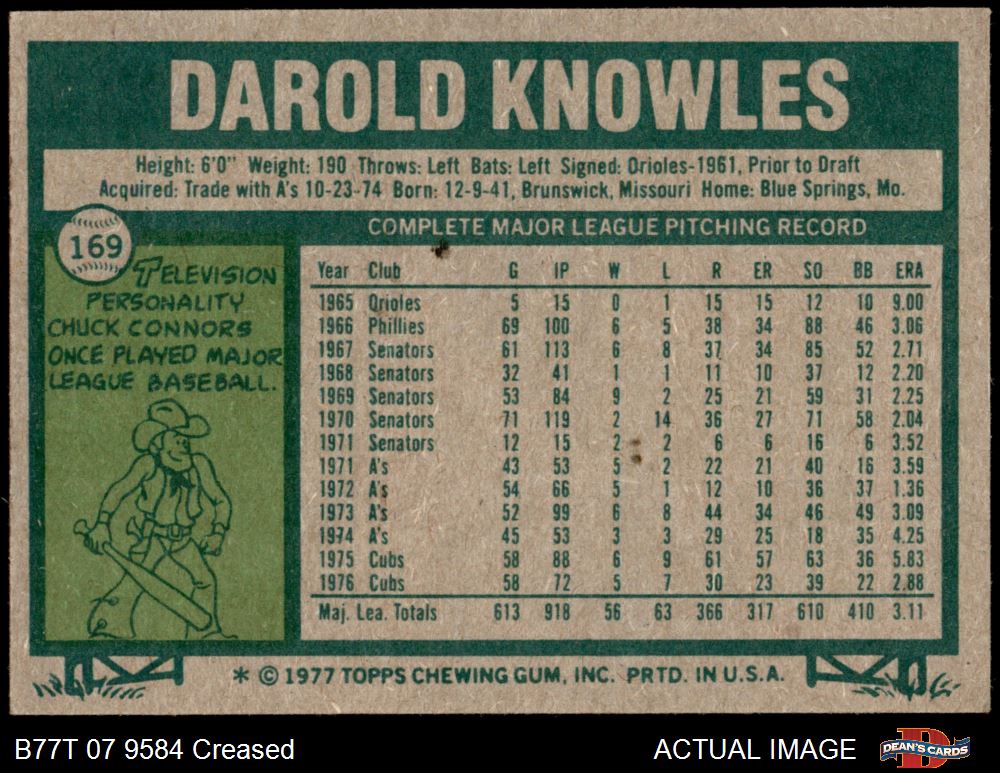 DAROLD KNOWLES
Height: 6'0" Weight: 190 Throws: Left Bats: Left Signed: Orioles-1961, Prior to Draft
Acquired: Trade with A's 10-23-74 Born: 12-9-41, Brunswick, Missouri Home: Blue Springs, Mo.
169
TELEVISION
PERSONALITY
CHUCK CONNORS
ONCE PLAYED MAJOR
LEAGUE BASEBALL.
COMPLETE MAJOR LEAGUE PITCHING RECORD
Year Club G IP W L R ER SO BB ERA
1965 Orioles 5 15 0 1 15 15 12 10 9.00
1966 Phillies 69 100 6 5 38 34 88 46 3.06
1967 Senators 61 113 6 8 37 34 85 52 2.71
1968 Senators 32 41 1 1 11 10 37 12 2.20
1969 Senators 53 84 9 2 25 21 59 31 2.25
1970 Senators 71 119 2 14 36 27 71 58 2.04
1971 Senators 12 15 2 2 6 6 16 6 3.52
1971 A's 43 53 5 2 22 21 40 16 3.59
1972 A's 54 66 5 1 12 10 36 37 1.36
1973 A's 52 99 6 8 44 34 46 49 3.09
1974 A's 45 53 3 3 29 25 18 35 4.25
1975 Cubs 58 88 6 9 61 57 63 36 5.83
1976 Cubs 58 72 5 7 30 23 39 22 2.88
Maj. Lea. Totals 613 918 56 63 366 317 610 410 3.11
* © 1977 TOPPS CHEWING GUM, INC. PRTD. IN U.S.A.
B77T 07 9584 Creased
ACTUAL IMAGE
DEAN'S CARDS